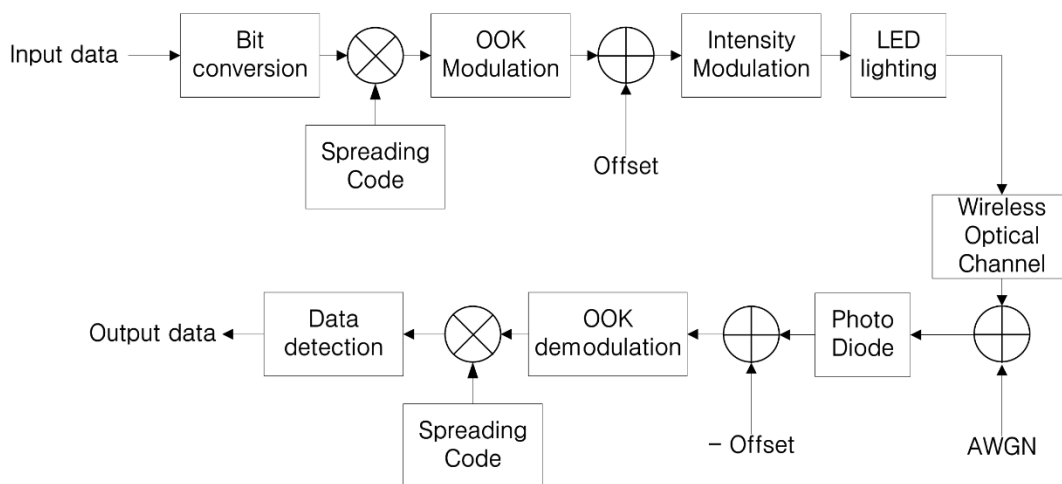 Input data
Bit
conversion
OOK
Modulation
Intensity
Modulation
LED
lighting
Spreading
Code
Offset
Wireless
Optical
Channel
Output data
Data
detection
OOK
demodulation
Photo
Diode
Spreading
Code
– Offset
AWGN